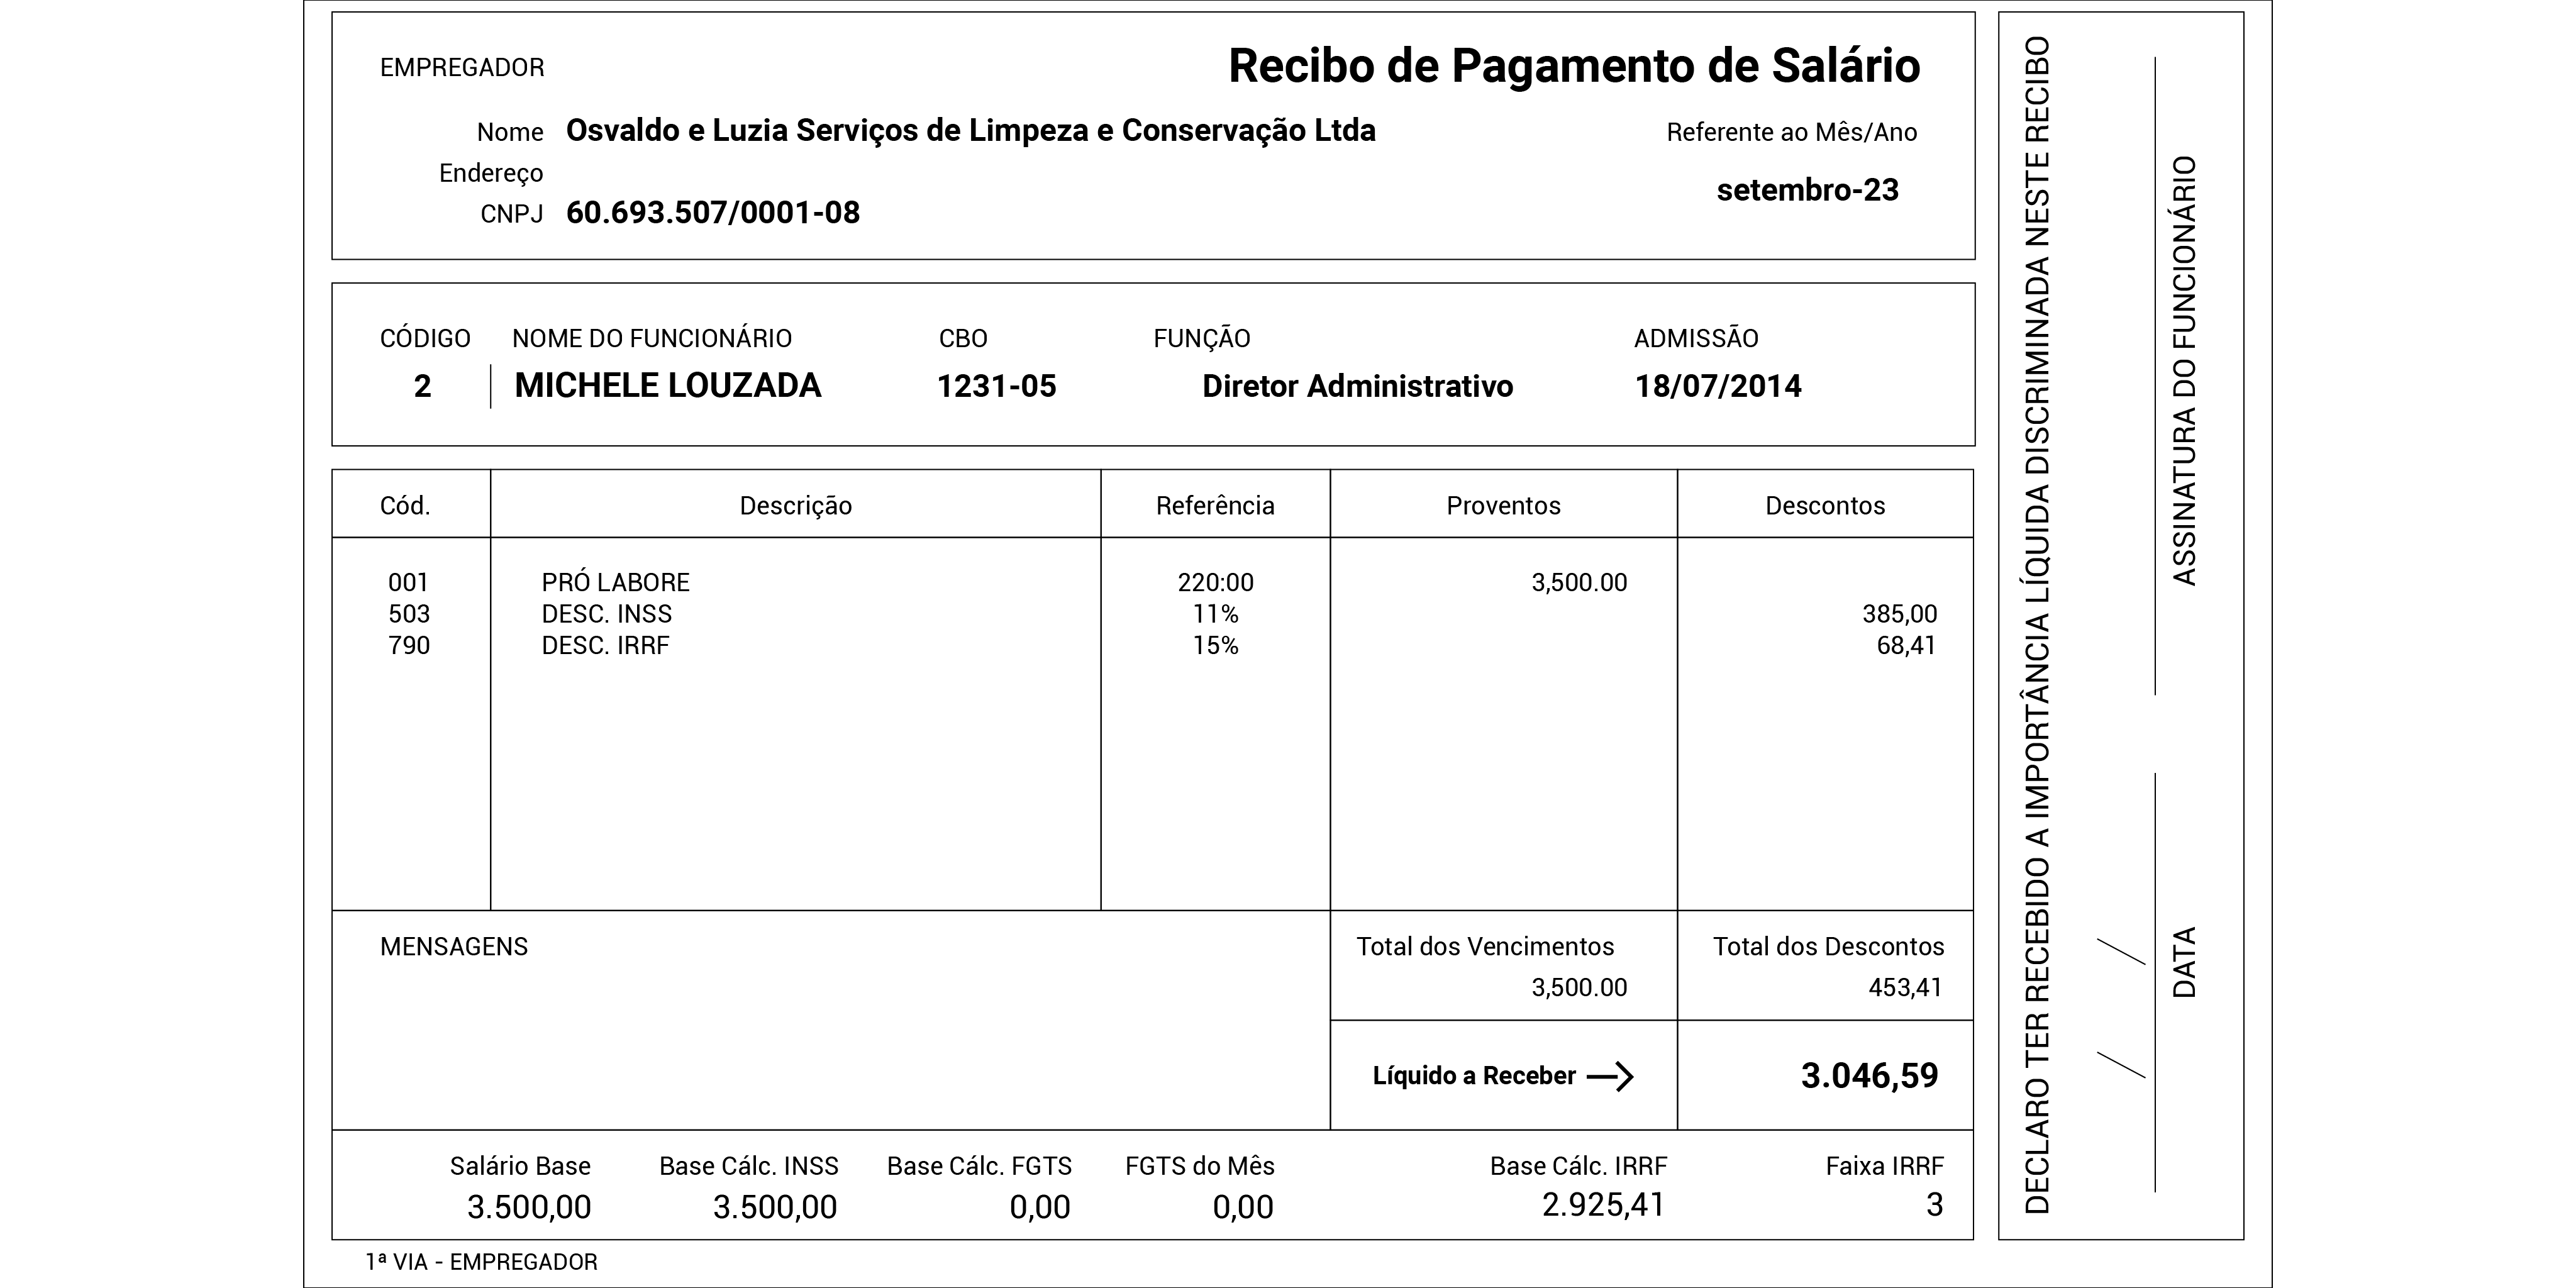 EMPREGADOR
Recibo de Pagamento de Salário
Nome Osvaldo e Luzia Serviços de Limpeza e Conservação Ltda
Referente ao Mês/Ano
Endereço
setembro-23
CNPJ 60.693.507/0001-08
CÓDIGO NOME DO FUNCIONÁRIO CBO FUNÇÃO ADMISSÃO
2 MICHELE LOUZADA 1231-05 Diretor Administrativo 18/07/2014
Cód. Descrição Referência Proventos Descontos
001 PRÓ LABORE 220:00 3,500.00
503 DESC. INSS 11% 385,00
790 DESC. IRRF 15% 68,41
MENSAGENS
Total dos Vencimentos Total dos Descontos
3,500.00 453,41
Líquido a Receber 3.046,59
Salário Base Base Cálc. INSS Base Cálc. FGTS FGTS do Mês Base Cálc. IRRF Faixa IRRF
3.500,00 3.500,00 0,00 0,00 2.925,41 3
1ª VIA - EMPREGADOR
DECLARO TER RECEBIDO A IMPORTÂNCIA LÍQUIDA DISCRIMINADA NESTE RECIBO
/ /
DATA
ASSINATURA DO FUNCIONÁRIO